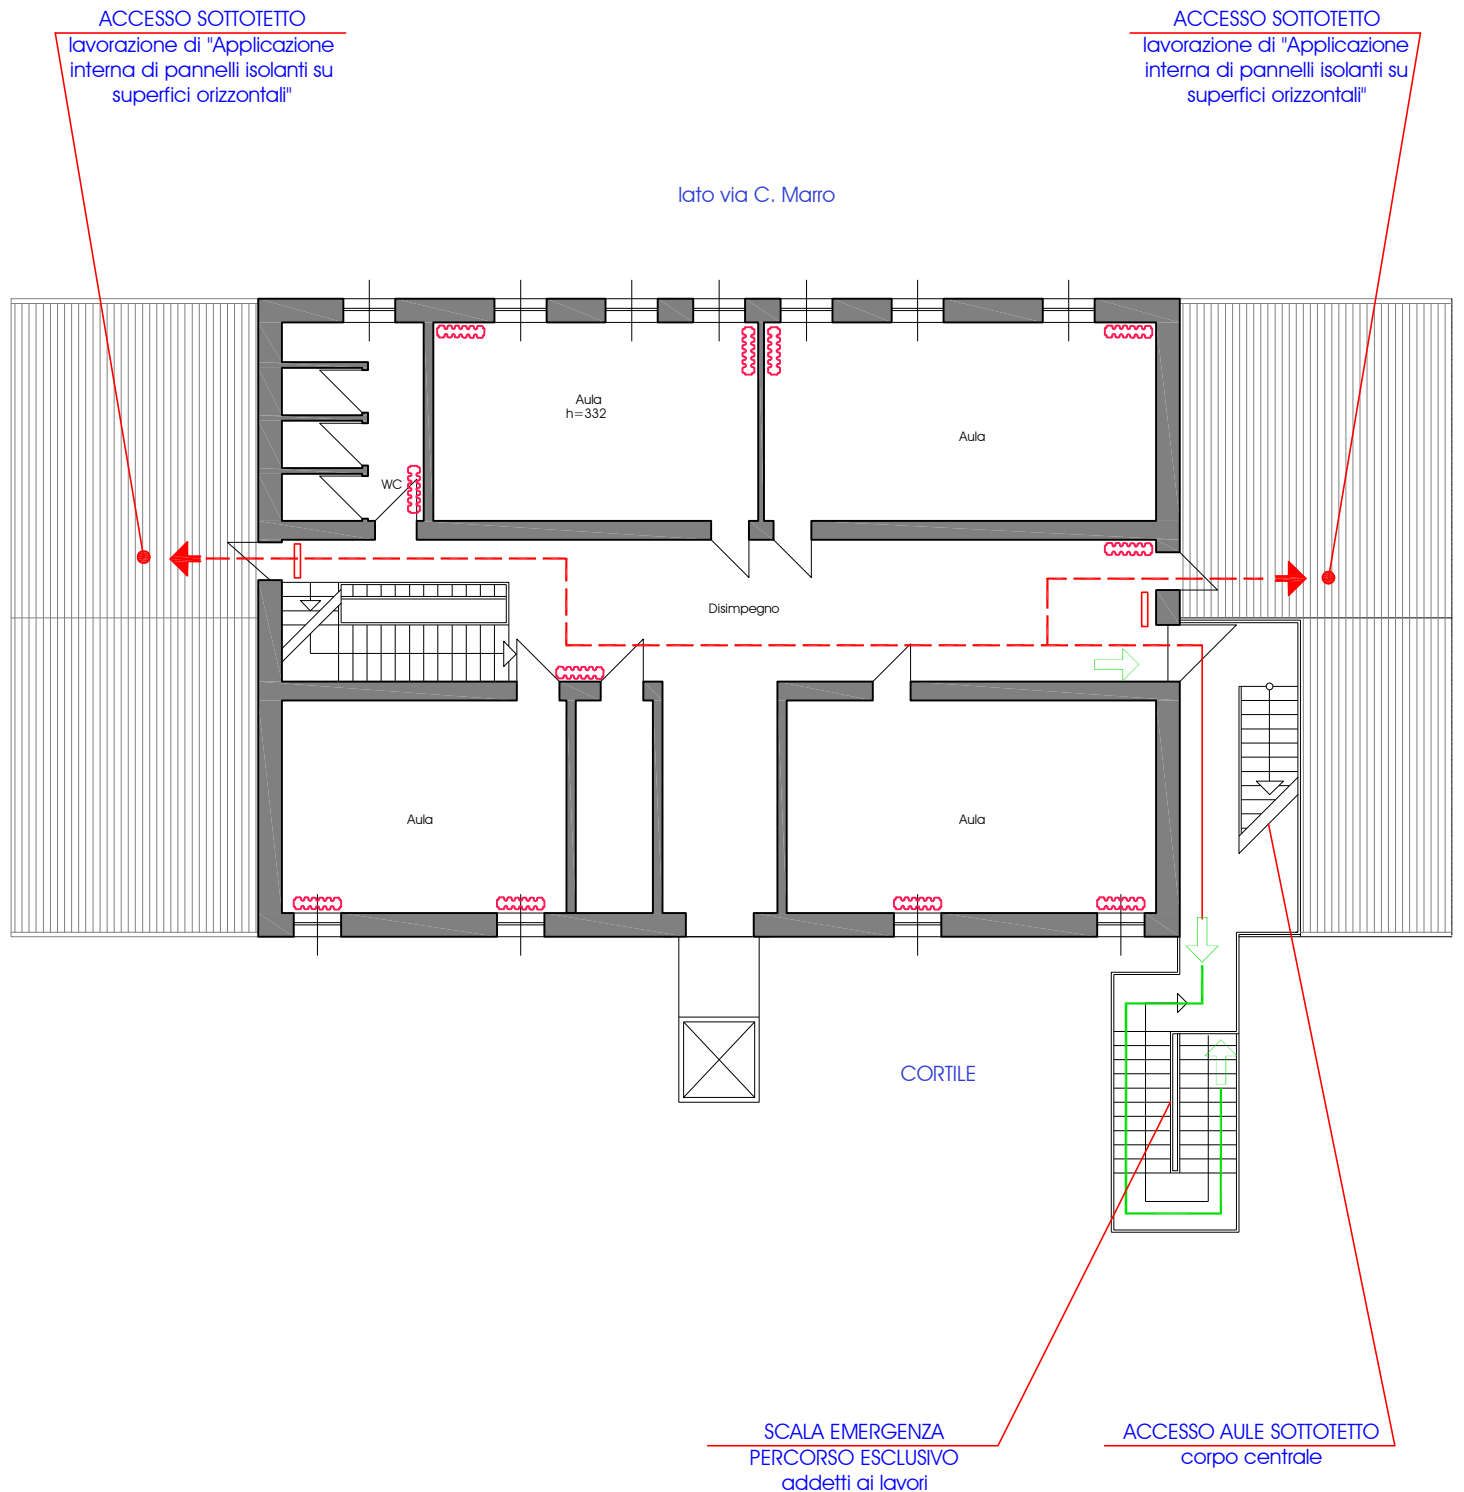 ACCESSO SOTTOTETTO
lavorazione di "Applicazione
interna di pannelli isolanti su
superfici orizzontali"
ACCESSO SOTTOTETTO
lavorazione di "Applicazione
interna di pannelli isolanti su
superfici orizzontali"
lato via C. Marro
Aula
h=332
Aula
WC
Disimpegno
Aula
Aula
CORTILE
SCALA EMERGENZA
PERCORSO ESCLUSIVO
addetti ai lavori
ACCESSO AULE SOTTOTETTO
corpo centrale